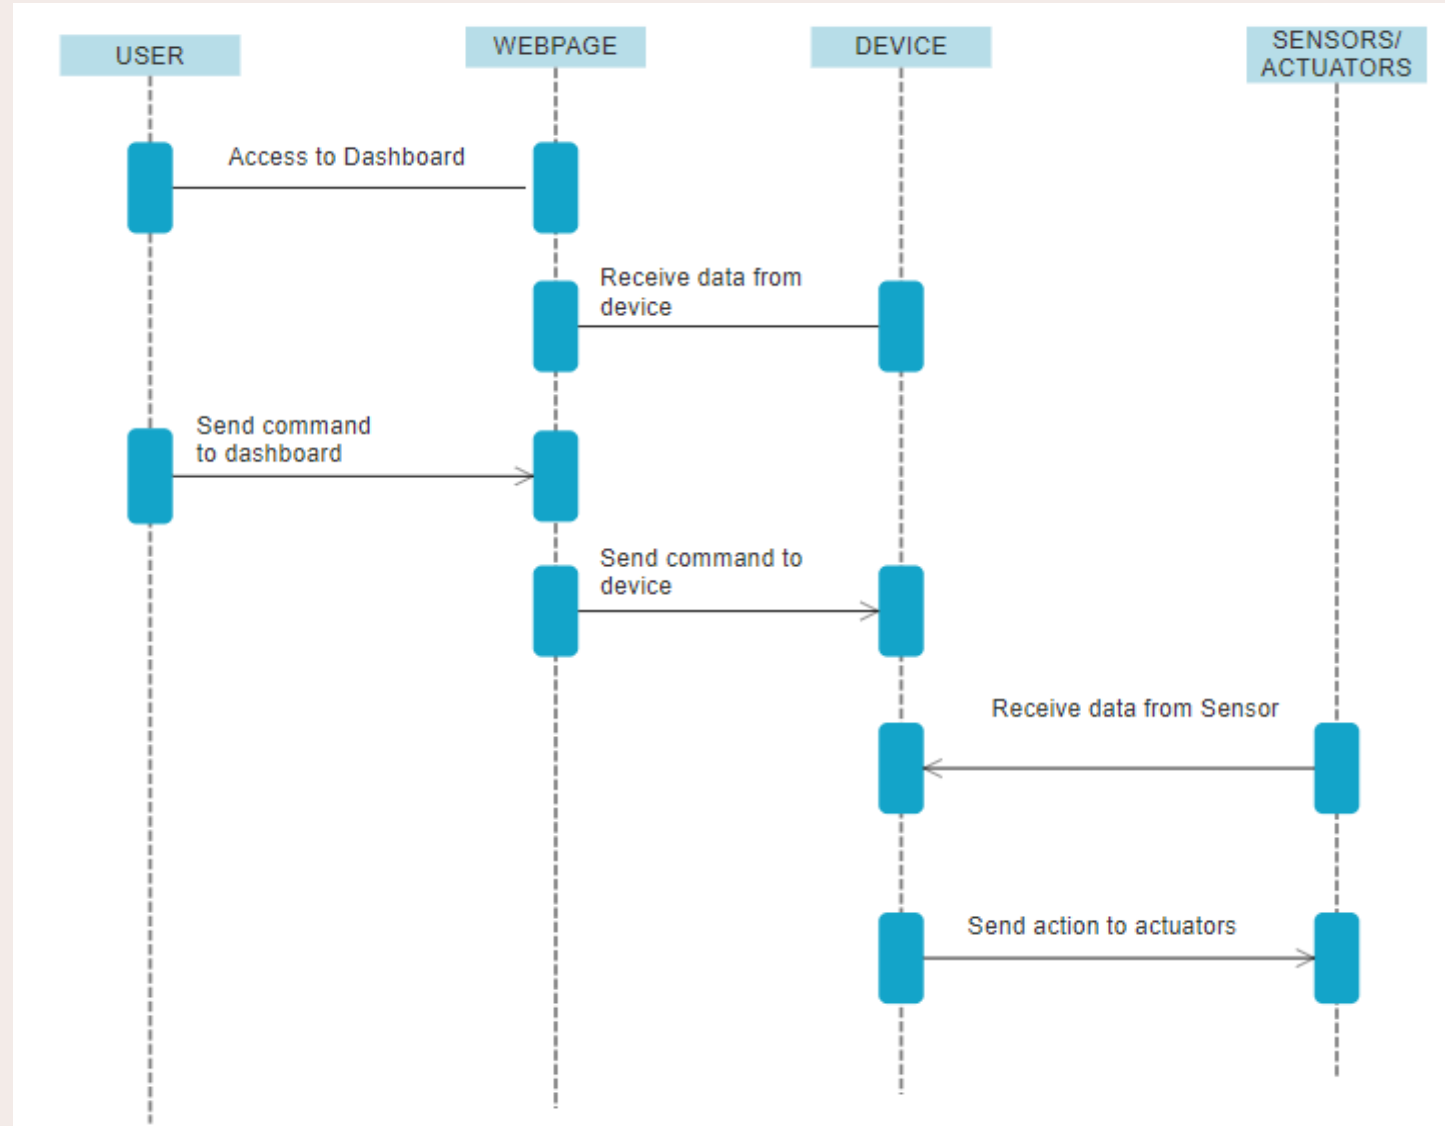 USER
WEBPAGE
DEVICE
SENSORS/
ACTUATORS
Access to Dashboard
Receive data from
device
Send command
to dashboard
Send command to
device
Receive data from Sensor
Send action to actuators